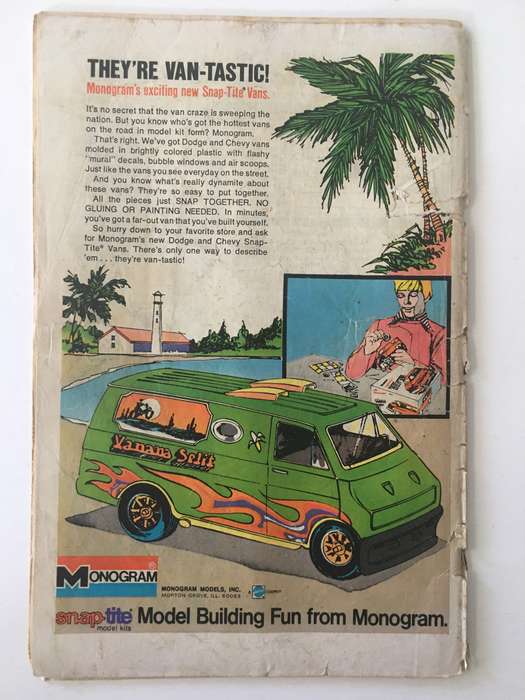 THEY'RE VAN-TASTIC!
Monogram's exciting new Snap-Tite® Vans.
It's no secret that the van craze is sweeping the
nation. But you know who's got the hottest vans
on the road in model kit form? Monogram.
That's right. We've got Dodge and Chevy vans
molded in brightly colored plastic with flashy
"mural" decals, bubble windows and air scoops.
Just like the vans you see everyday on the street.
And you know what's really dynamite about
these vans? They're so easy to put together.
All the pieces just SNAP TOGETHER. NO
GLUING OR PAINTING NEEDED. In minutes,
you've got a far-out van that you've built yourself.
So hurry down to your favorite store and ask
for Monogram's new Dodge and Chevy Snap-
Tite® Vans. There's only one way to describe
'em . . . they're van-tastic!
Vanana Split
MONOGRAM®
MONOGRAM MODELS, INC.
MORTON GROVE, ILL. 60053
A
snap-tite
model kits
Model Building Fun from Monogram.